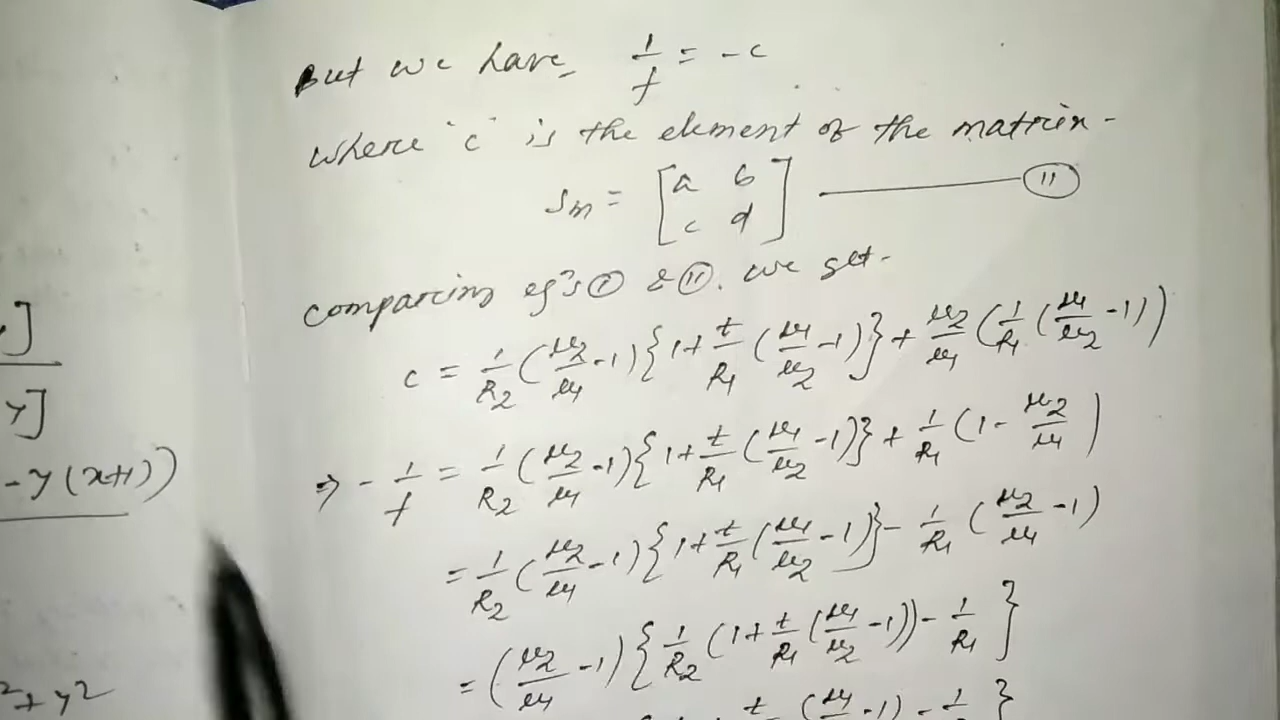 But we have, 1/f = -c
where "c" is the element of the matrix -
Sm = [a b
c d] ——— (11)
comparing eqⁿs (1) & (11). we get -
c = 1/R₂ (μ₂/μ₁ - 1) {1 + t/R₁ (μ₁/μ₂ - 1)} + μ₂/μ₁ (1/R₁ (μ₁/μ₂ - 1))
⇒ - 1/f = 1/R₂ (μ₂/μ₁ - 1) {1 + t/R₁ (μ₁/μ₂ - 1)} + 1/R₁ (1 - μ₂/μ₁)
= 1/R₂ (μ₂/μ₁ - 1) {1 + t/R₁ (μ₁/μ₂ - 1)} - 1/R₁ (μ₂/μ₁ - 1)
= (μ₂/μ₁ - 1) {1/R₂ (1 + t/R₁ (μ₁/μ₂ - 1)) - 1/R₁}
]
y]
- y (x+1))
² + y²